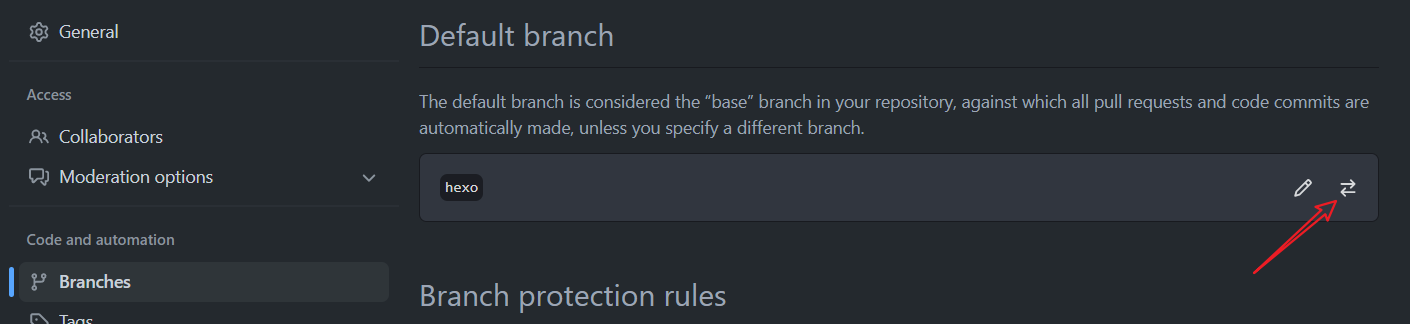 General
Access
Collaborators
Moderation options
Code and automation
Branches
Tags
Default branch
The default branch is considered the “base” branch in your repository, against which all pull requests and code commits are
automatically made, unless you specify a different branch.
hexo
Branch protection rules